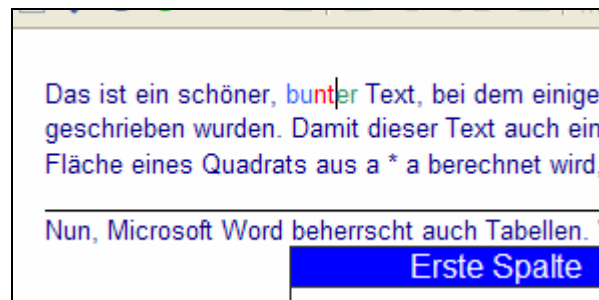 Das ist ein schöner, bunter Text, bei dem einige
geschrieben wurden. Damit dieser Text auch ein
Fläche eines Quadrats aus a * a berechnet wird,
Nun, Microsoft Word beherrscht auch Tabellen.
Erste Spalte